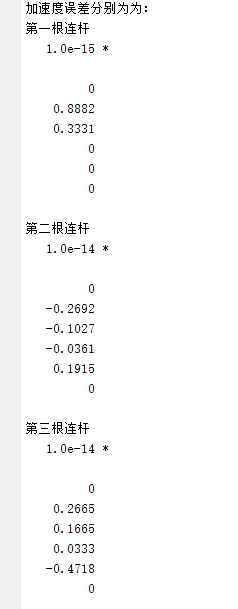 加速度误差分别为为:
第一根连杆
1.0e-15 *
0
0.8882
0.3331
0
0
0
第二根连杆
1.0e-14 *
0
-0.2692
-0.1027
-0.0361
0.1915
0
第三根连杆
1.0e-14 *
0
0.2665
0.1665
0.0333
-0.4718
0